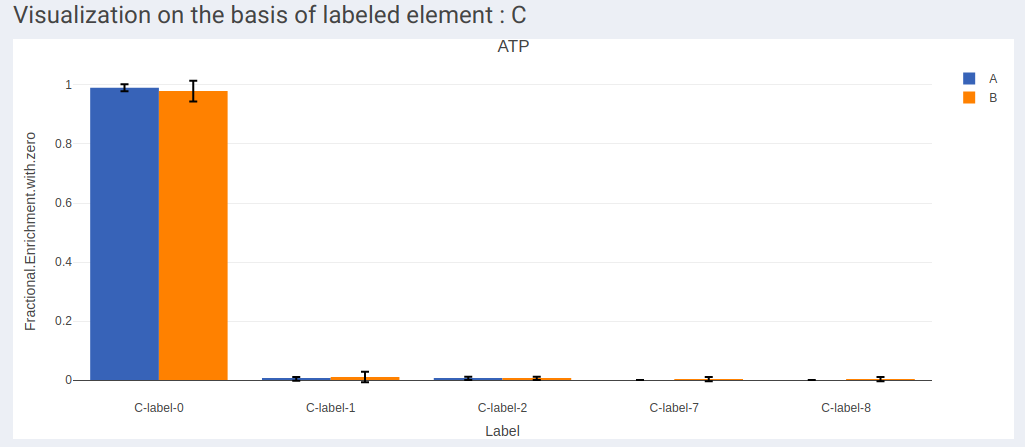 Visualization on the basis of labeled element : C
ATP
A
B
Fractional.Enrichment.with.zero
1
0.8
0.6
0.4
0.2
0
C-label-0
C-label-1
C-label-2
C-label-7
C-label-8
Label